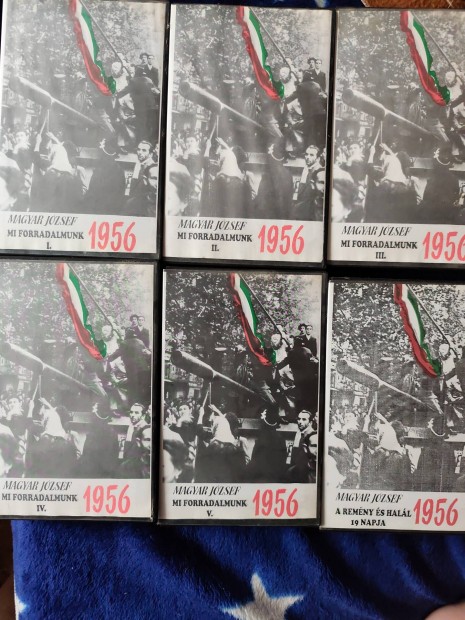 MAGYAR JÓZSEF
MI FORRADALMUNK 1956
I.
MAGYAR JÓZSEF
MI FORRADALMUNK 1956
II.
MAGYAR JÓZSEF
MI FORRADALMUNK 1956
III.
MAGYAR JÓZSEF
MI FORRADALMUNK 1956
IV.
MAGYAR JÓZSEF
MI FORRADALMUNK 1956
V.
MAGYAR JÓZSEF
A REMÉNY ÉS HALÁL 1956
19 NAPJA